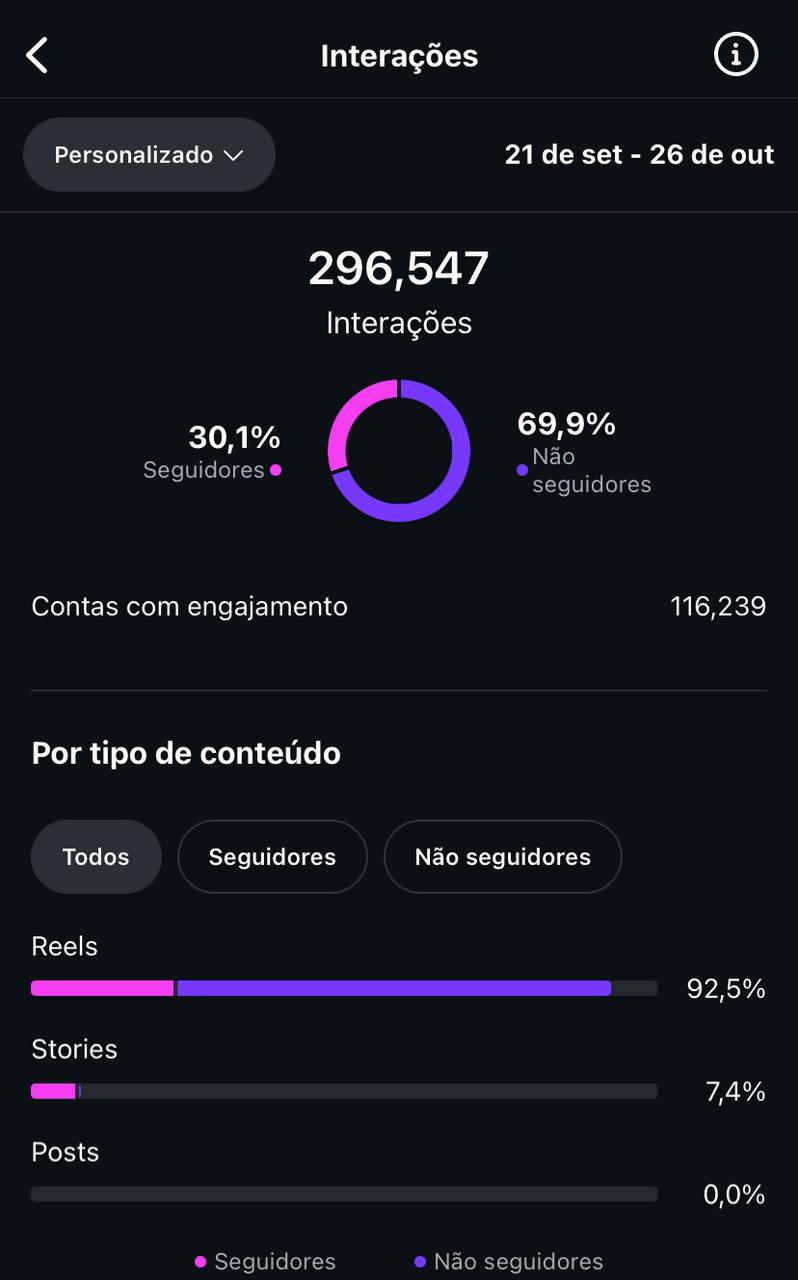 Interações
Personalizado
21 de set - 26 de out
296,547
Interações
30,1%
Seguidores
69,9%
Não
seguidores
Contas com engajamento
116,239
Por tipo de conteúdo
Todos
Seguidores
Não seguidores
Reels
92,5%
Stories
7,4%
Posts
0,0%
Seguidores
Não seguidores